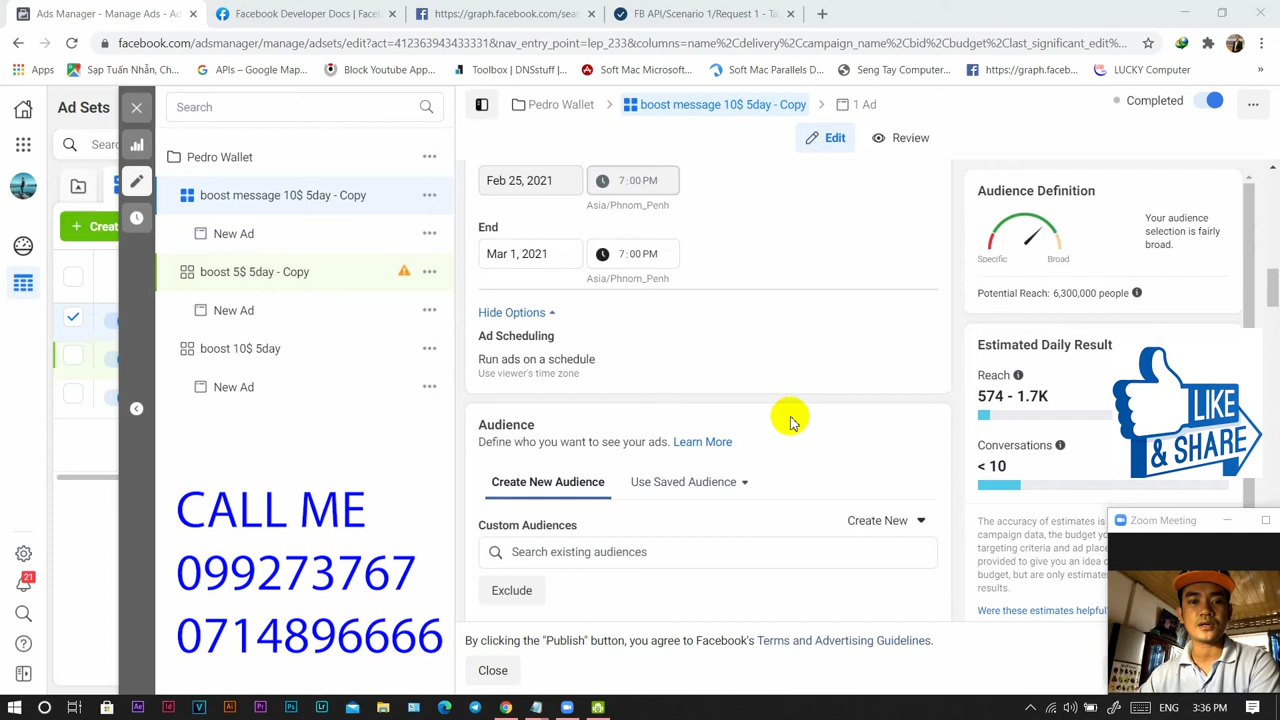 Ads Manager - Manage Ads - Ad
Facebook Developer Docs | Face
https://graph.facebook.com/sear
FB API/Scenario 1/Request 1 - Ta
facebook.com/adsmanager/manage/adsets/edit?act=412363943433331&nav_entry_point=lep_233&columns=name%2Cdelivery%2Ccampaign_name%2Cbid%2Cbudget%2Clast_significant_edit%...
Apps
Sạp Tuấn Nhẫn, Ch...
APIs – Google Map...
Block Youtube App...
Toolbox | DNSStuff |...
Soft Mac Microsoft...
Soft Mac Parallels D...
Seng Tay Computer...
https://graph.faceb...
LUCKY Computer
Ad Sets
Search
Pedro Wallet
boost message 10$ 5day - Copy
1 Ad
Completed
Edit
Review
Searc
Creat
Pedro Wallet
boost message 10$ 5day - Copy
New Ad
boost 5$ 5day - Copy
New Ad
boost 10$ 5day
New Ad
Feb 25, 2021
7:00 PM
Asia/Phnom_Penh
End
Mar 1, 2021
7:00 PM
Asia/Phnom_Penh
Hide Options
Ad Scheduling
Run ads on a schedule
Use viewer's time zone
Audience
Define who you want to see your ads. Learn More
Create New Audience
Use Saved Audience
Custom Audiences
Create New
Search existing audiences
Exclude
By clicking the "Publish" button, you agree to Facebook's Terms and Advertising Guidelines.
Close
Audience Definition
Specific
Broad
Your audience
selection is fairly
broad.
Potential Reach: 6,300,000 people
Estimated Daily Result
Reach
574 - 1.7K
Conversations
< 10
The accuracy of estimates is
campaign data, the budget yo
targeting criteria and ad place
provided to give you an idea o
budget, but are only estimates
results.
Were these estimates helpful
LIKE
& SHARE
Zoom Meeting
CALL ME
099273767
0714896666
21
ENG
3:36 PM